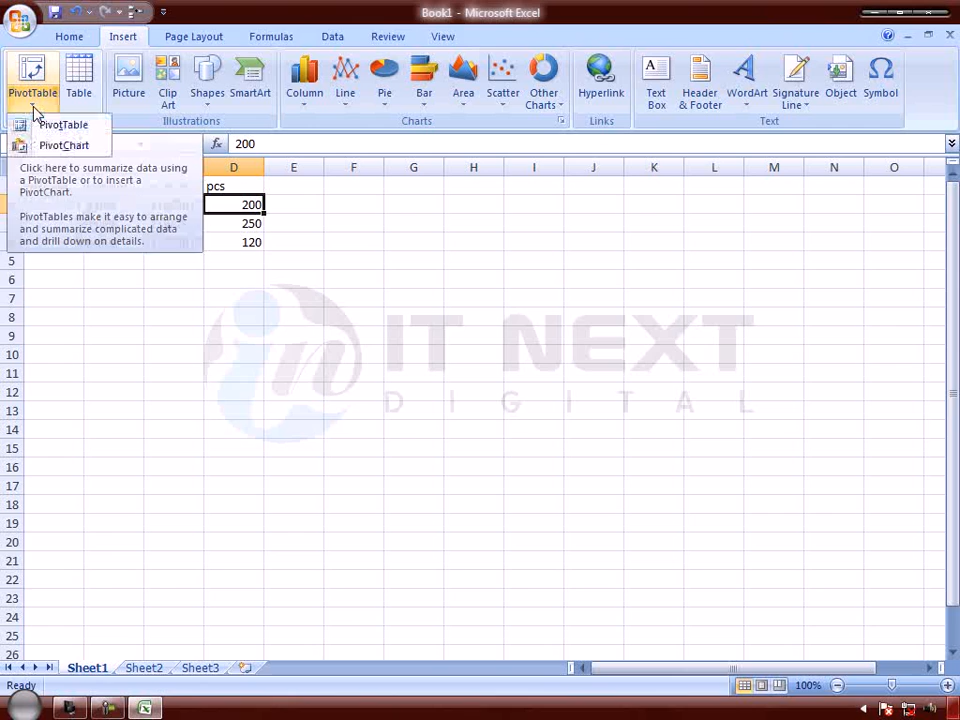 Book1 - Microsoft Excel
Home Insert Page Layout Formulas Data Review View
PivotTable Table Picture Clip Art Shapes SmartArt Column Line Pie Bar Area Scatter Other Charts Hyperlink Text Box Header & Footer WordArt Signature Line Object Symbol
Illustrations Charts Links Text
PivotTable
PivotChart
200
Click here to summarize data using
a PivotTable or to insert a
PivotChart.
PivotTables make it easy to arrange
and summarize complicated data
and drill down on details.
D E F G H I J K L M N O
pcs
200
250
120
5
6
7
8
9
10
11
12
13
14
15
16
17
18
19
20
21
22
23
24
25
26
in IT NEXT
DIGITAL
Sheet1 Sheet2 Sheet3
Ready 100%